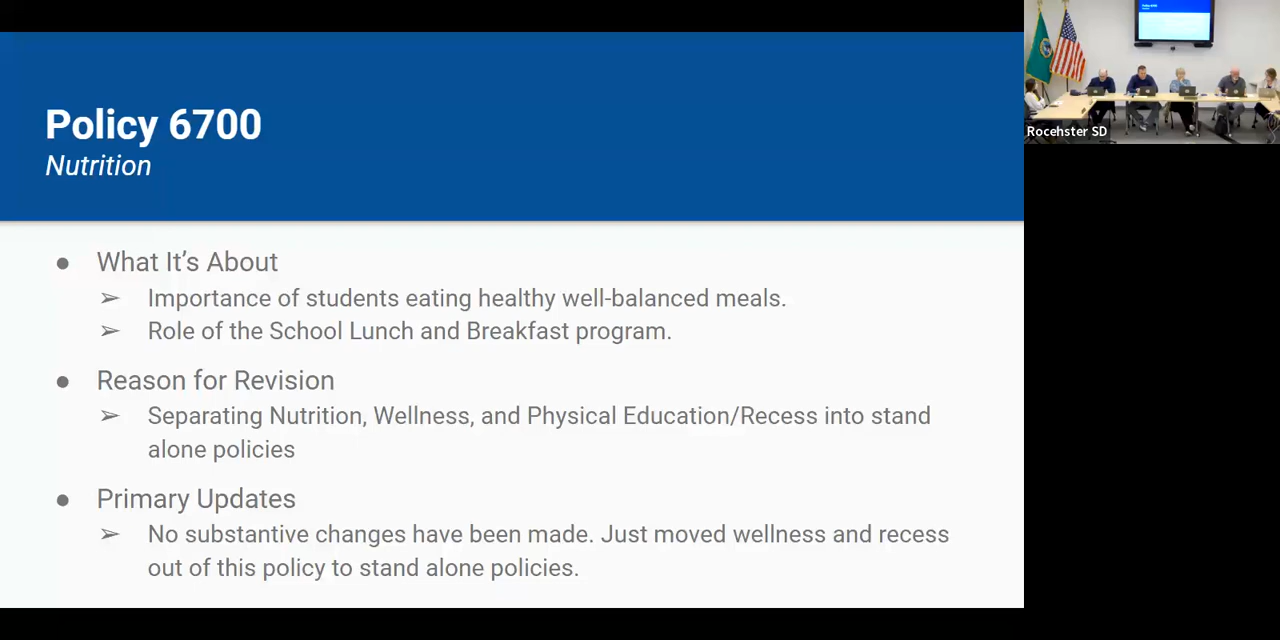 Policy 6700
Nutrition
● What It's About
➢ Importance of students eating healthy well-balanced meals.
➢ Role of the School Lunch and Breakfast program.
● Reason for Revision
➢ Separating Nutrition, Wellness, and Physical Education/Recess into stand
alone policies
● Primary Updates
➢ No substantive changes have been made. Just moved wellness and recess
out of this policy to stand alone policies.
Rocehster SD